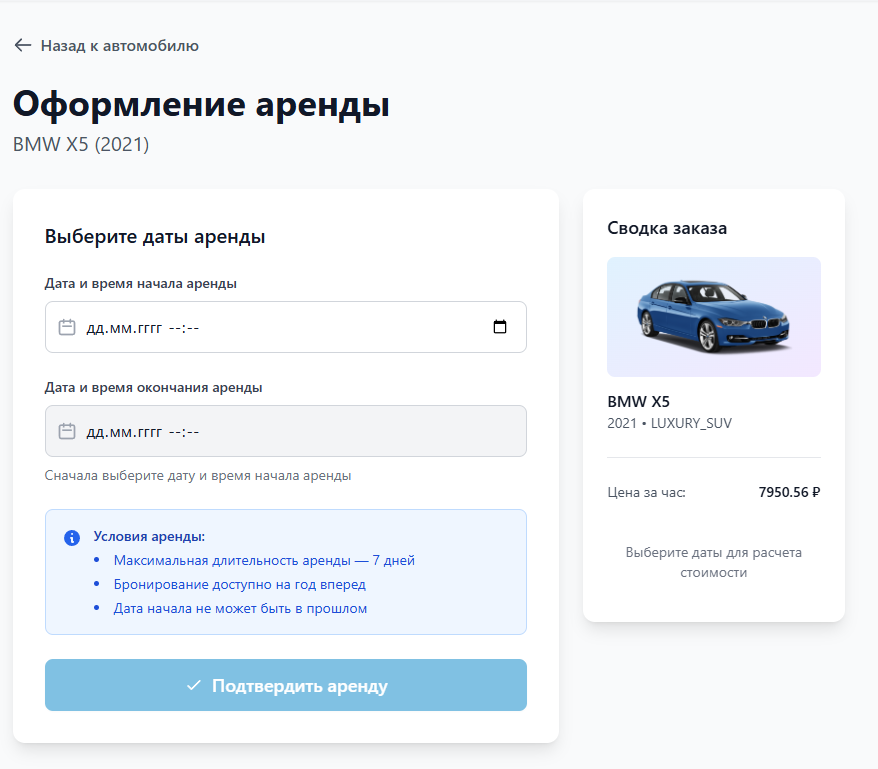 Назад к автомобилю
Оформление аренды
BMW X5 (2021)
Выберите даты аренды
Дата и время начала аренды
дд.мм.гггг --:--
Дата и время окончания аренды
дд.мм.гггг --:--
Сначала выберите дату и время начала аренды
Условия аренды:
Максимальная длительность аренды — 7 дней
Бронирование доступно на год вперед
Дата начала не может быть в прошлом
Подтвердить аренду
Сводка заказа
BMW X5
2021 • LUXURY_SUV
Цена за час: 7950.56 ₽
Выберите даты для расчета
стоимости